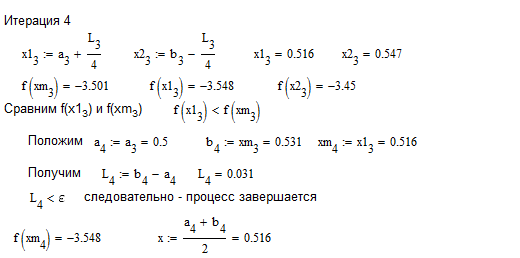 Итерация 4
x1₃ := a₃ + L₃/4 x2₃ := b₃ − L₃/4 x1₃ = 0.516 x2₃ = 0.547
f(xm₃) = −3.501 f(x1₃) = −3.548 f(x2₃) = −3.45
Сравним f(x1₃) и f(xm₃) f(x1₃) < f(xm₃)
Положим a₄ := a₃ = 0.5 b₄ := xm₃ = 0.531 xm₄ := x1₃ = 0.516
Получим L₄ := b₄ − a₄ L₄ = 0.031
L₄ < ε следовательно - процесс завершается
f(xm₄) = −3.548 x := (a₄ + b₄)/2 = 0.516